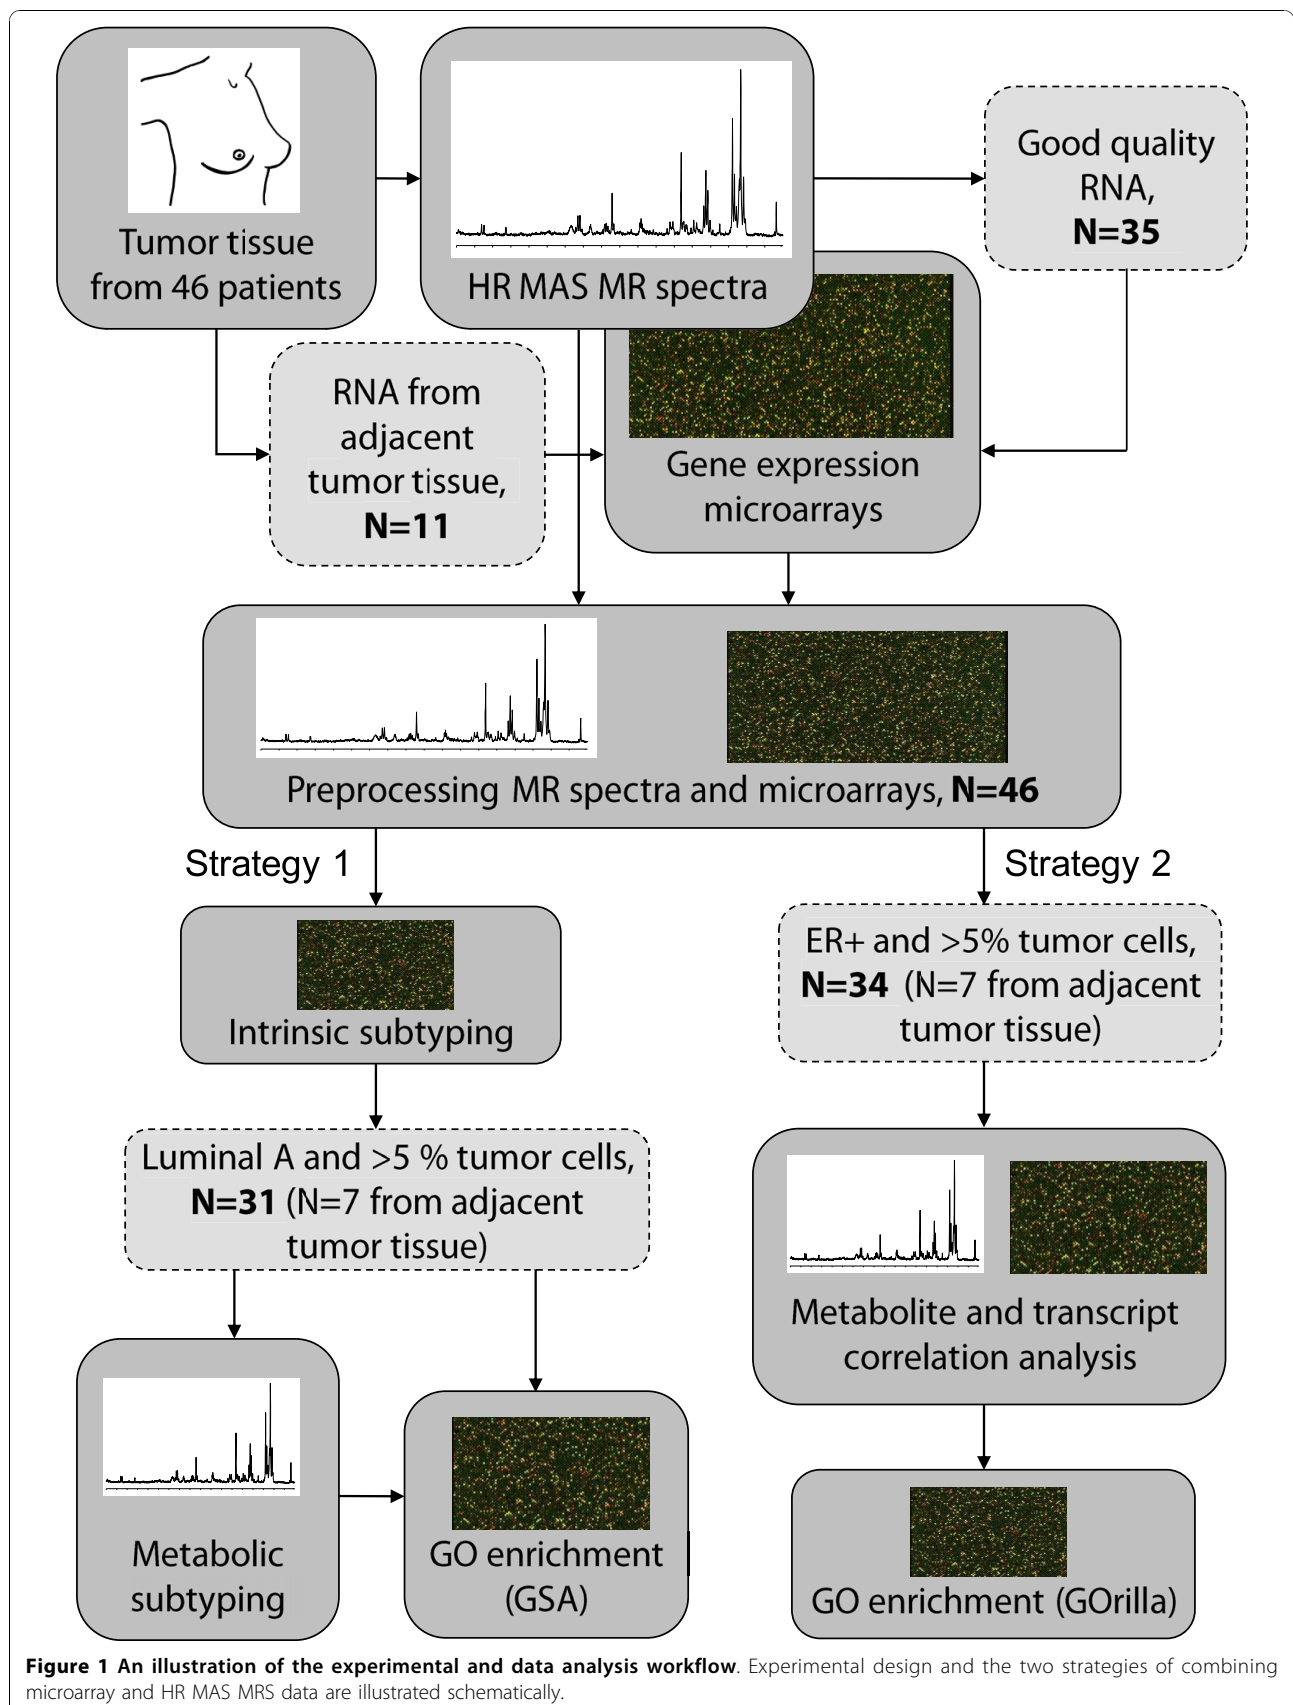 Tumor tissue
from 46 patients
HR MAS MR spectra
Good quality
RNA,
N=35
RNA from
adjacent
tumor tissue,
N=11
Gene expression
microarrays
Preprocessing MR spectra and microarrays, N=46
Strategy 1
Strategy 2
Intrinsic subtyping
ER+ and >5% tumor cells,
N=34 (N=7 from adjacent
tumor tissue)
Luminal A and >5 % tumor cells,
N=31 (N=7 from adjacent
tumor tissue)
Metabolite and transcript
correlation analysis
Metabolic
subtyping
GO enrichment
(GSA)
GO enrichment (GOrilla)
Figure 1 An illustration of the experimental and data analysis workflow. Experimental design and the two strategies of combining
microarray and HR MAS MRS data are illustrated schematically.